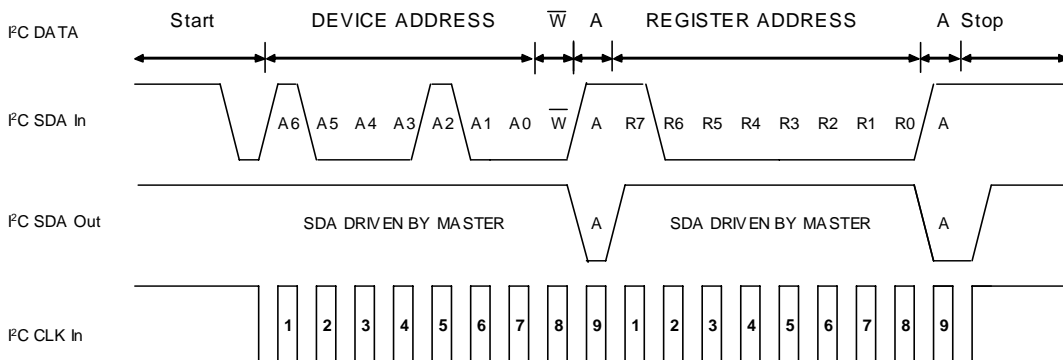 I²C DATA Start DEVICE ADDRESS W̅ A REGISTER ADDRESS A Stop
I²C SDA In A6 A5 A4 A3 A2 A1 A0 W̅ A R7 R6 R5 R4 R3 R2 R1 R0 A
I²C SDA Out SDA DRIVEN BY MASTER A SDA DRIVEN BY MASTER A
I²C CLK In 1 2 3 4 5 6 7 8 9 1 2 3 4 5 6 7 8 9